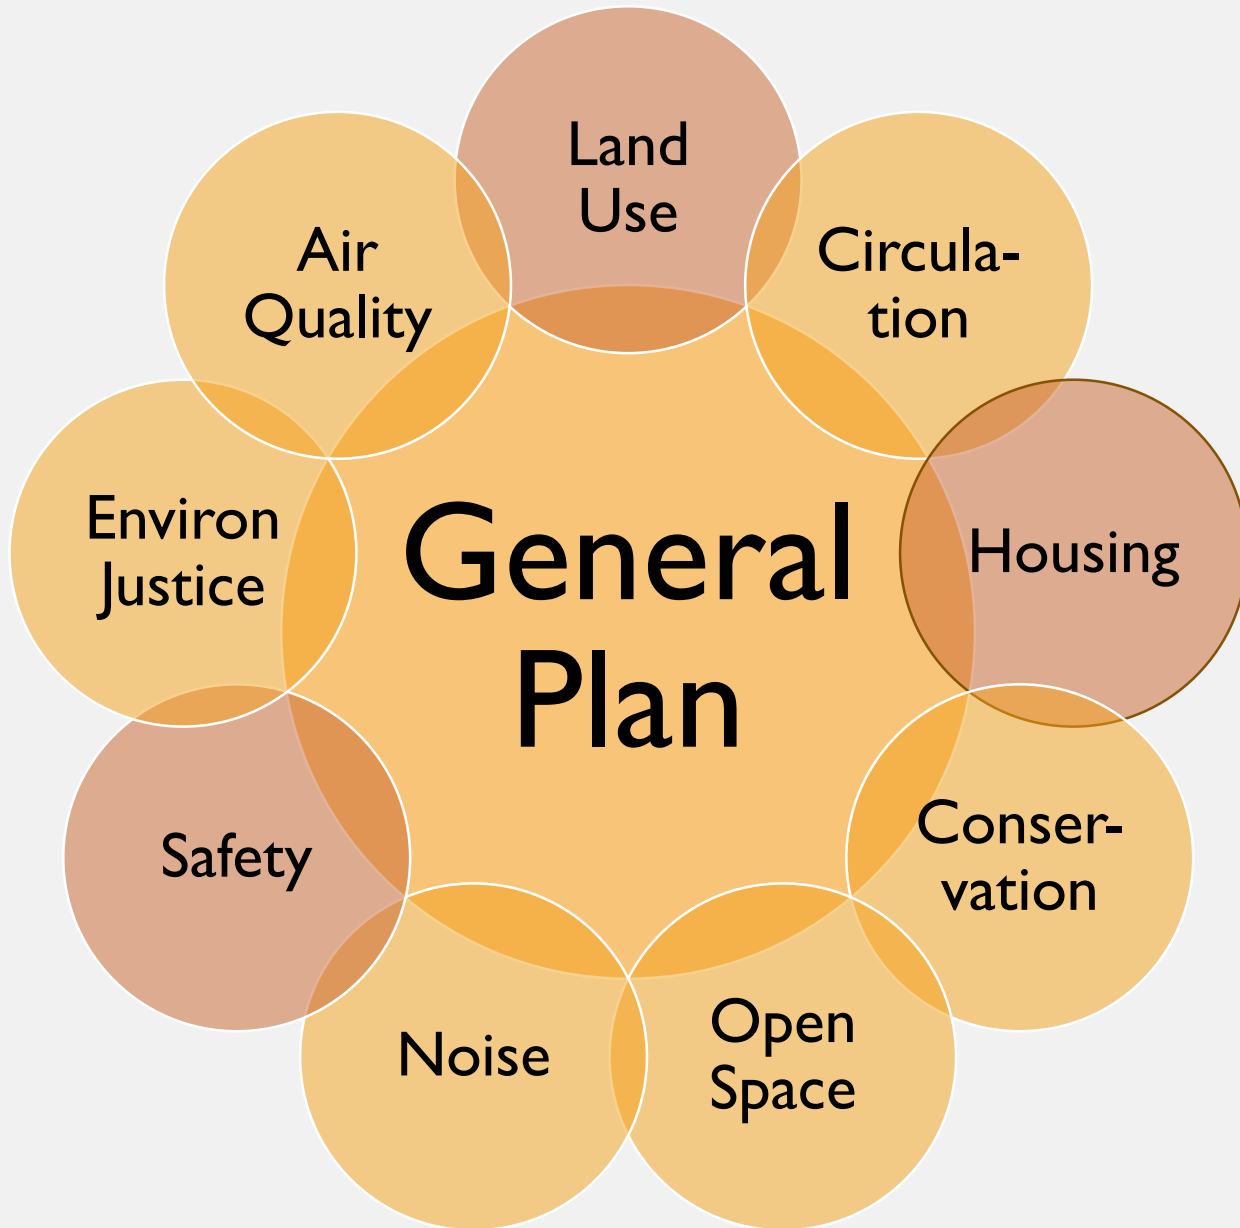 Land
Use
Circula-
tion
Housing
Conser-
vation
Open
Space
Noise
Safety
Environ
Justice
Air
Quality
General
Plan